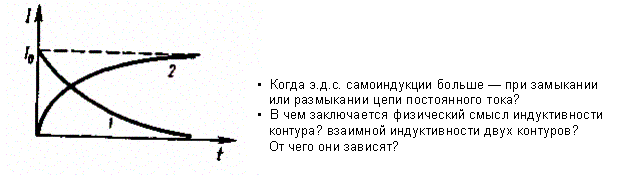 I
I₀
2
1
t
• Когда э.д.с. самоиндукции больше — при замыкании
или размыкании цепи постоянного тока?
• В чем заключается физический смысл индуктивности
контура? взаимной индуктивности двух контуров?
От чего они зависят?